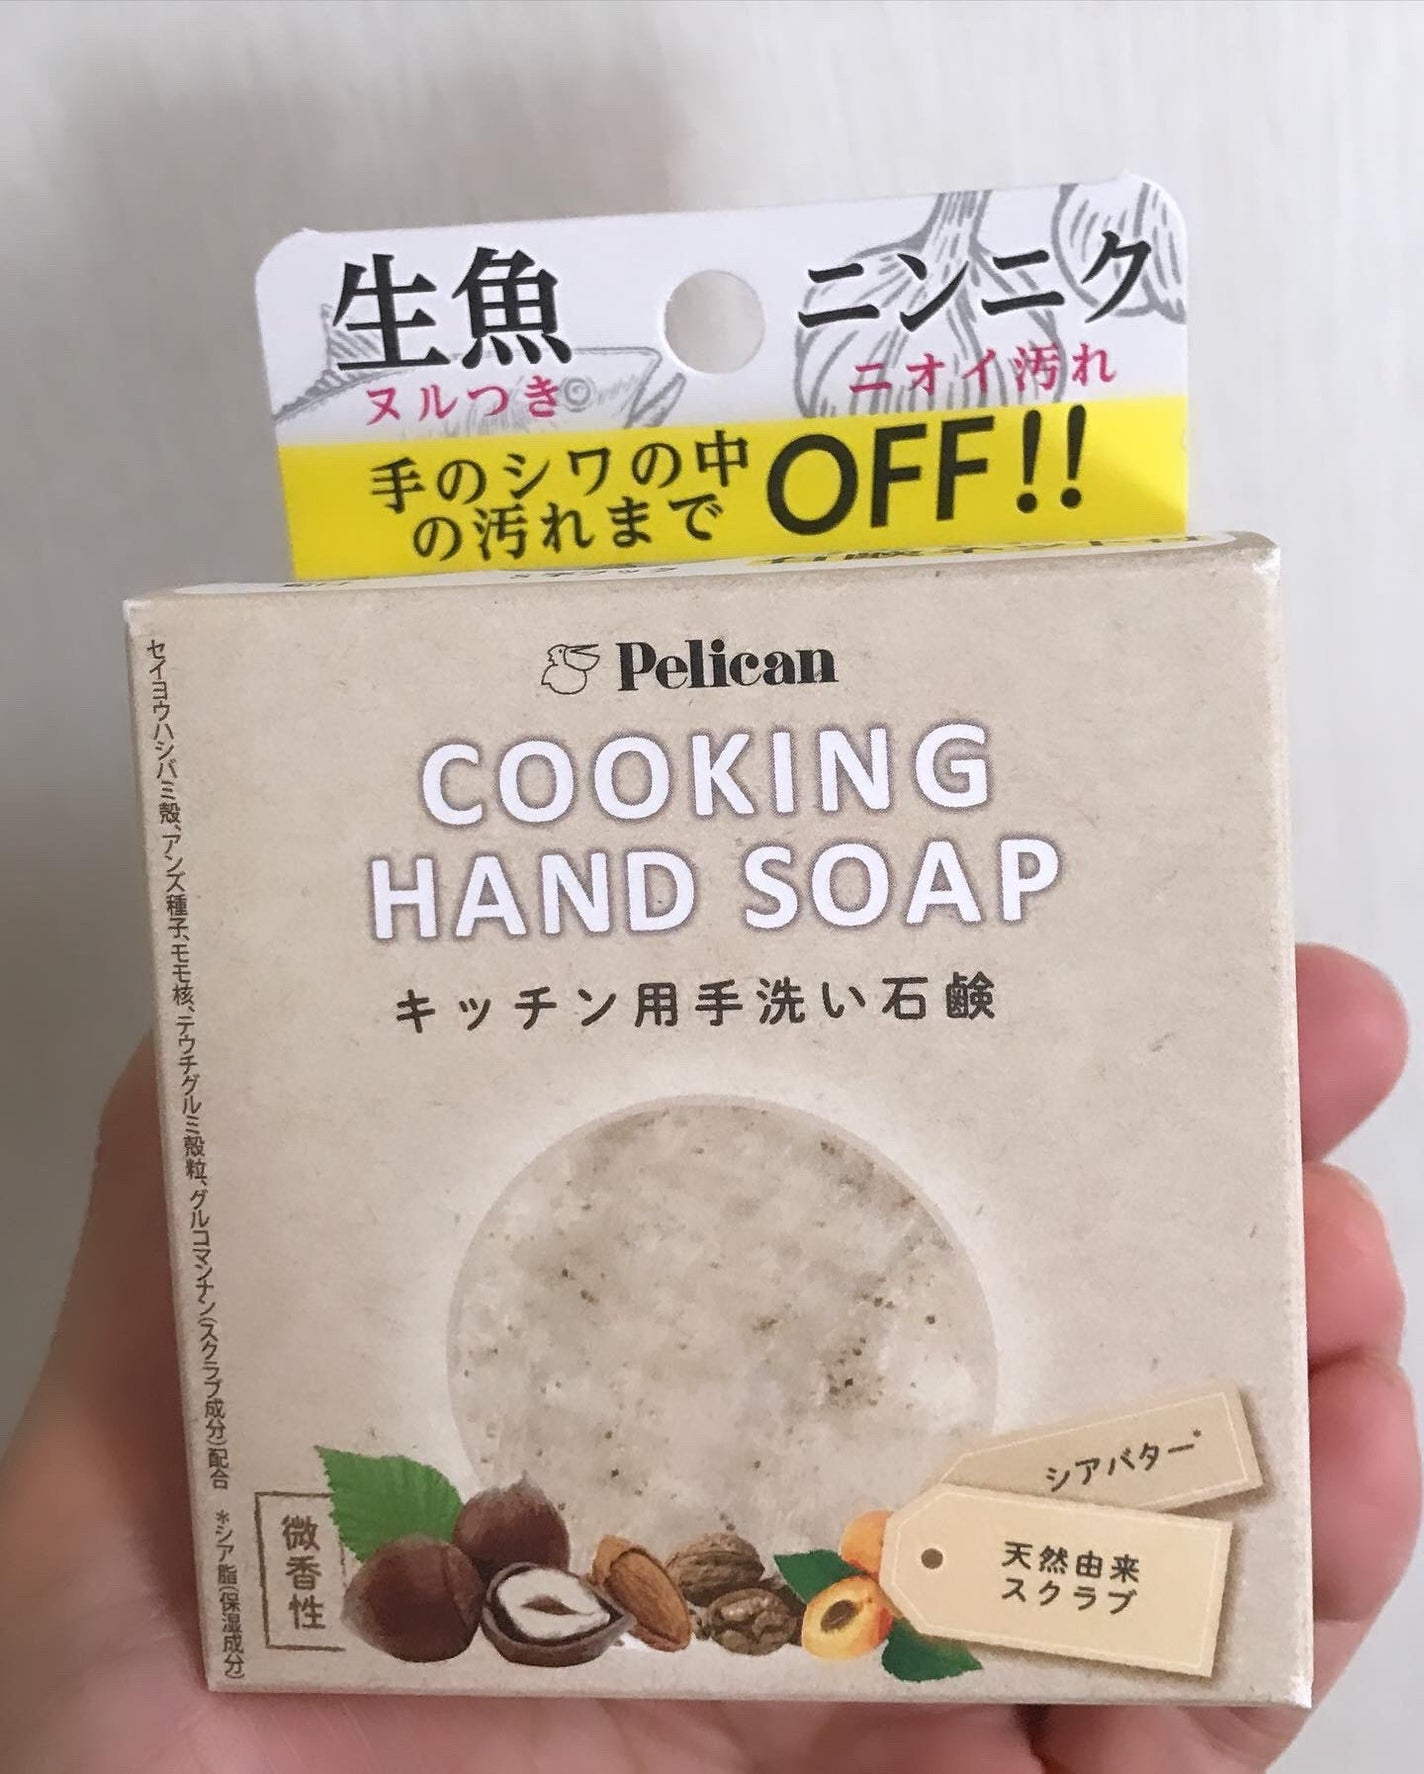 生魚
ヌルつき
ニンニク
ニオイ汚れ
手のシワの中
の汚れまで
OFF!!
Pelican
COOKING
HAND SOAP
キッチン用手洗い石鹸
シアバター*
天然由来
スクラブ
微香性
セイヨウハシバミ殻、アンズ種子、モモ核、テウチグルミ殻粒、グルコマンナン(スクラブ成分)配合 *シア脂(保湿成分)